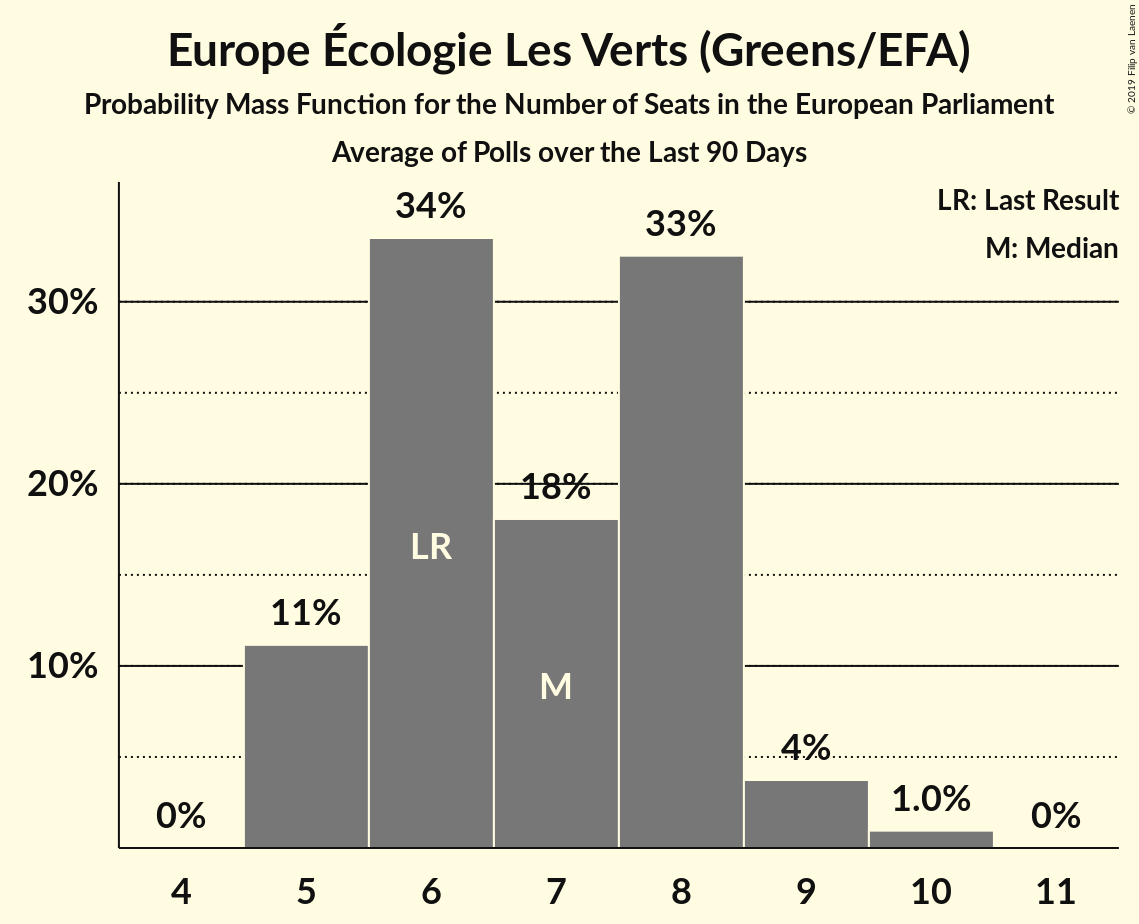 Europe Écologie Les Verts (Greens/EFA)
Probability Mass Function for the Number of Seats in the European Parliament
Average of Polls over the Last 90 Days
© 2019 Filip van Laenen
LR: Last Result
M: Median
34%
33%
30%
18%
20%
LR
11%
10%
M
4%
0%
1.0%
0%
4 5 6 7 8 9 10 11